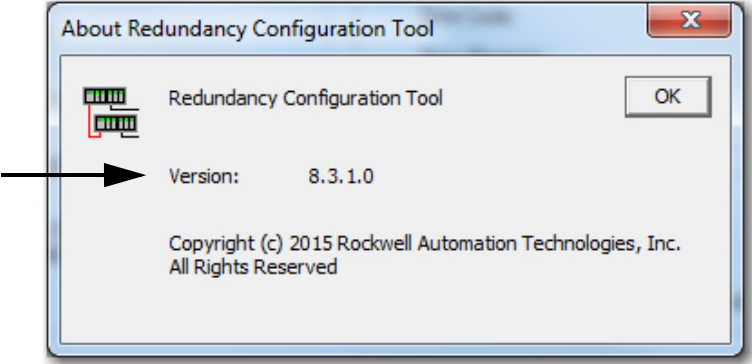 About Redundancy Configuration Tool
Redundancy Configuration Tool
OK
Version: 8.3.1.0
Copyright (c) 2015 Rockwell Automation Technologies, Inc.
All Rights Reserved